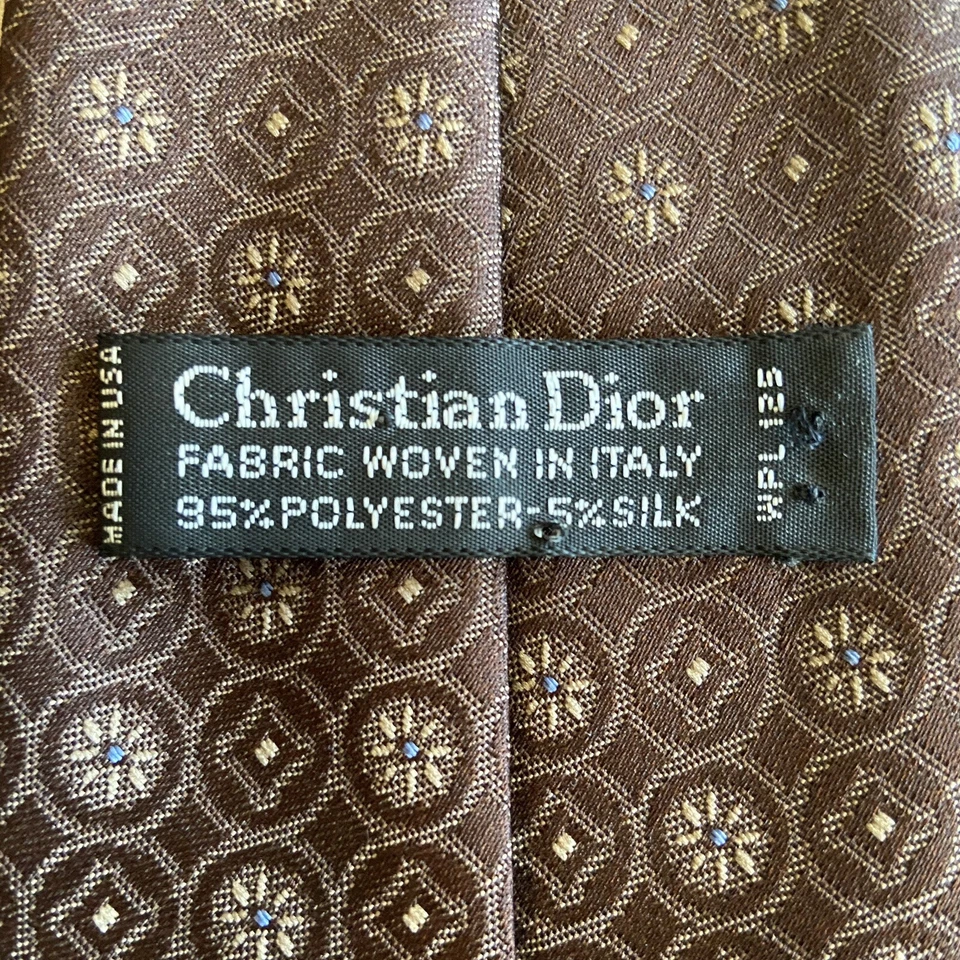 MADE IN USA
Christian Dior
FABRIC WOVEN IN ITALY
95% POLYESTER-5% SILK
WPL 125